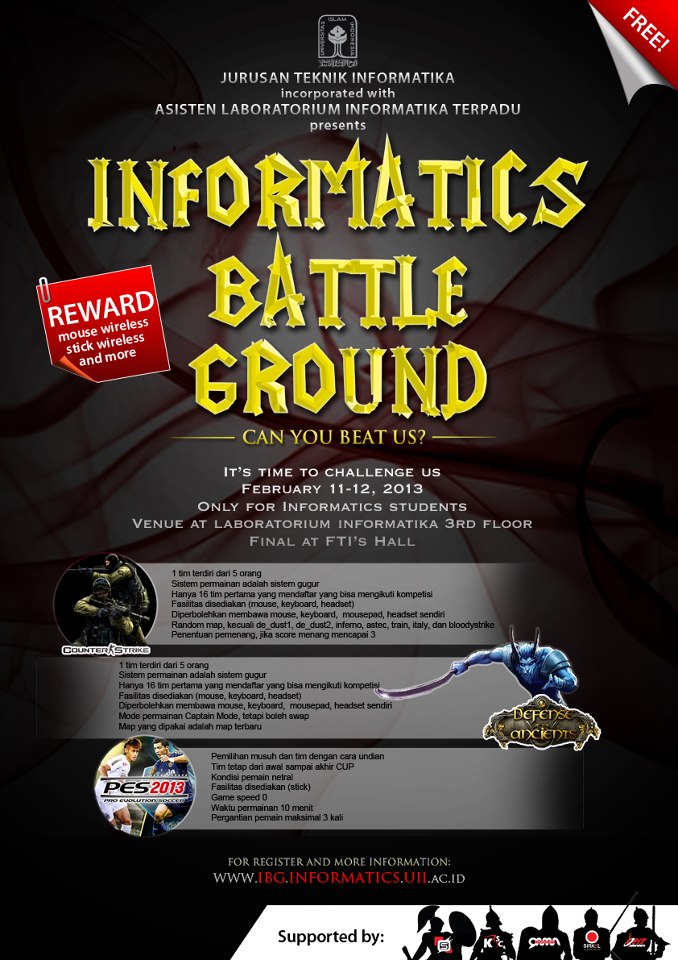 FREE!
UNIVERSITAS ISLAM INDONESIA
JURUSAN TEKNIK INFORMATIKA
incorporated with
ASISTEN LABORATORIUM INFORMATIKA TERPADU
presents
INFORMATICS
BATTLE
GROUND
REWARD
mouse wireless
stick wireless
and more
CAN YOU BEAT US?
IT'S TIME TO CHALLENGE US
FEBRUARY 11-12, 2013
ONLY FOR INFORMATICS STUDENTS
VENUE AT LABORATORIUM INFORMATIKA 3RD FLOOR
FINAL AT FTI'S HALL
1 tim terdiri dari 5 orang
Sistem permainan adalah sistem gugur
Hanya 16 tim pertama yang mendaftar yang bisa mengikuti kompetisi
Fasilitas disediakan (mouse, keyboard, headset)
Diperbolehkan membawa mouse, keyboard, mousepad, headset sendiri
Random map, kecuali de_dust1, de_dust2, inferno, astec, train, italy, dan bloodystrike
Penentuan pemenang, jika score menang mencapai 3
COUNTER STRIKE
1 tim terdiri dari 5 orang
Sistem permainan adalah sistem gugur
Hanya 16 tim pertama yang mendaftar yang bisa mengikuti kompetisi
Fasilitas disediakan (mouse, keyboard, headset)
Diperbolehkan membawa mouse, keyboard, mousepad, headset sendiri
Mode permainan Captain Mode, tetapi boleh swap
Map yang dipakai adalah map terbaru
DEFENSE
OF THE
ANCIENTS
Pemilihan musuh dan tim dengan cara undian
Tim tetap dari awal sampai akhir CUP
Kondisi pemain netral
Fasilitas disediakan (stick)
Game speed 0
Waktu permainan 10 menit
Pergantian pemain maksimal 3 kali
PES2013
PRO EVOLUTION SOCCER
FOR REGISTER AND MORE INFORMATION:
WWW.IBG.INFORMATICS.UII.AC.ID
Supported by: